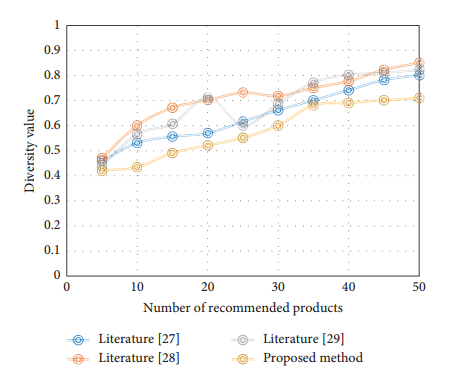 1
0.9
0.8
0.7
0.6
0.5
0.4
0.3
0.2
0.1
0
Diversity value
0 10 20 30 40 50
Number of recommended products
Literature [27] Literature [29]
Literature [28] Proposed method